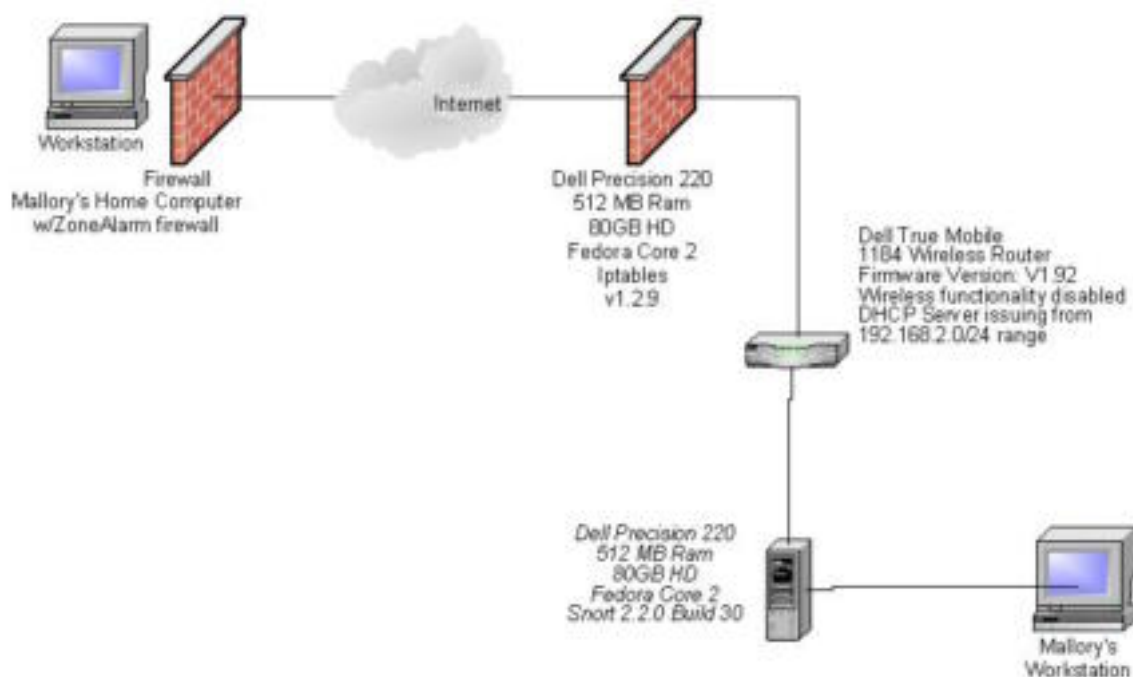 Workstation
Firewall
Mallory's Home Computer
w/ZoneAlarm firewall
Internet
Dell Precision 220
512 MB Ram
80GB HD
Fedora Core 2
Iptables
v1.2.9
Dell True Mobile
1184 Wireless Router
Firmware Version: V1.92
Wireless functionality disabled
DHCP Server issuing from
192.168.2.0/24 range
Dell Precision 220
512 MB Ram
80GB HD
Fedora Core 2
Snort 2.2.0 Build 30
Mallory's
Workstation